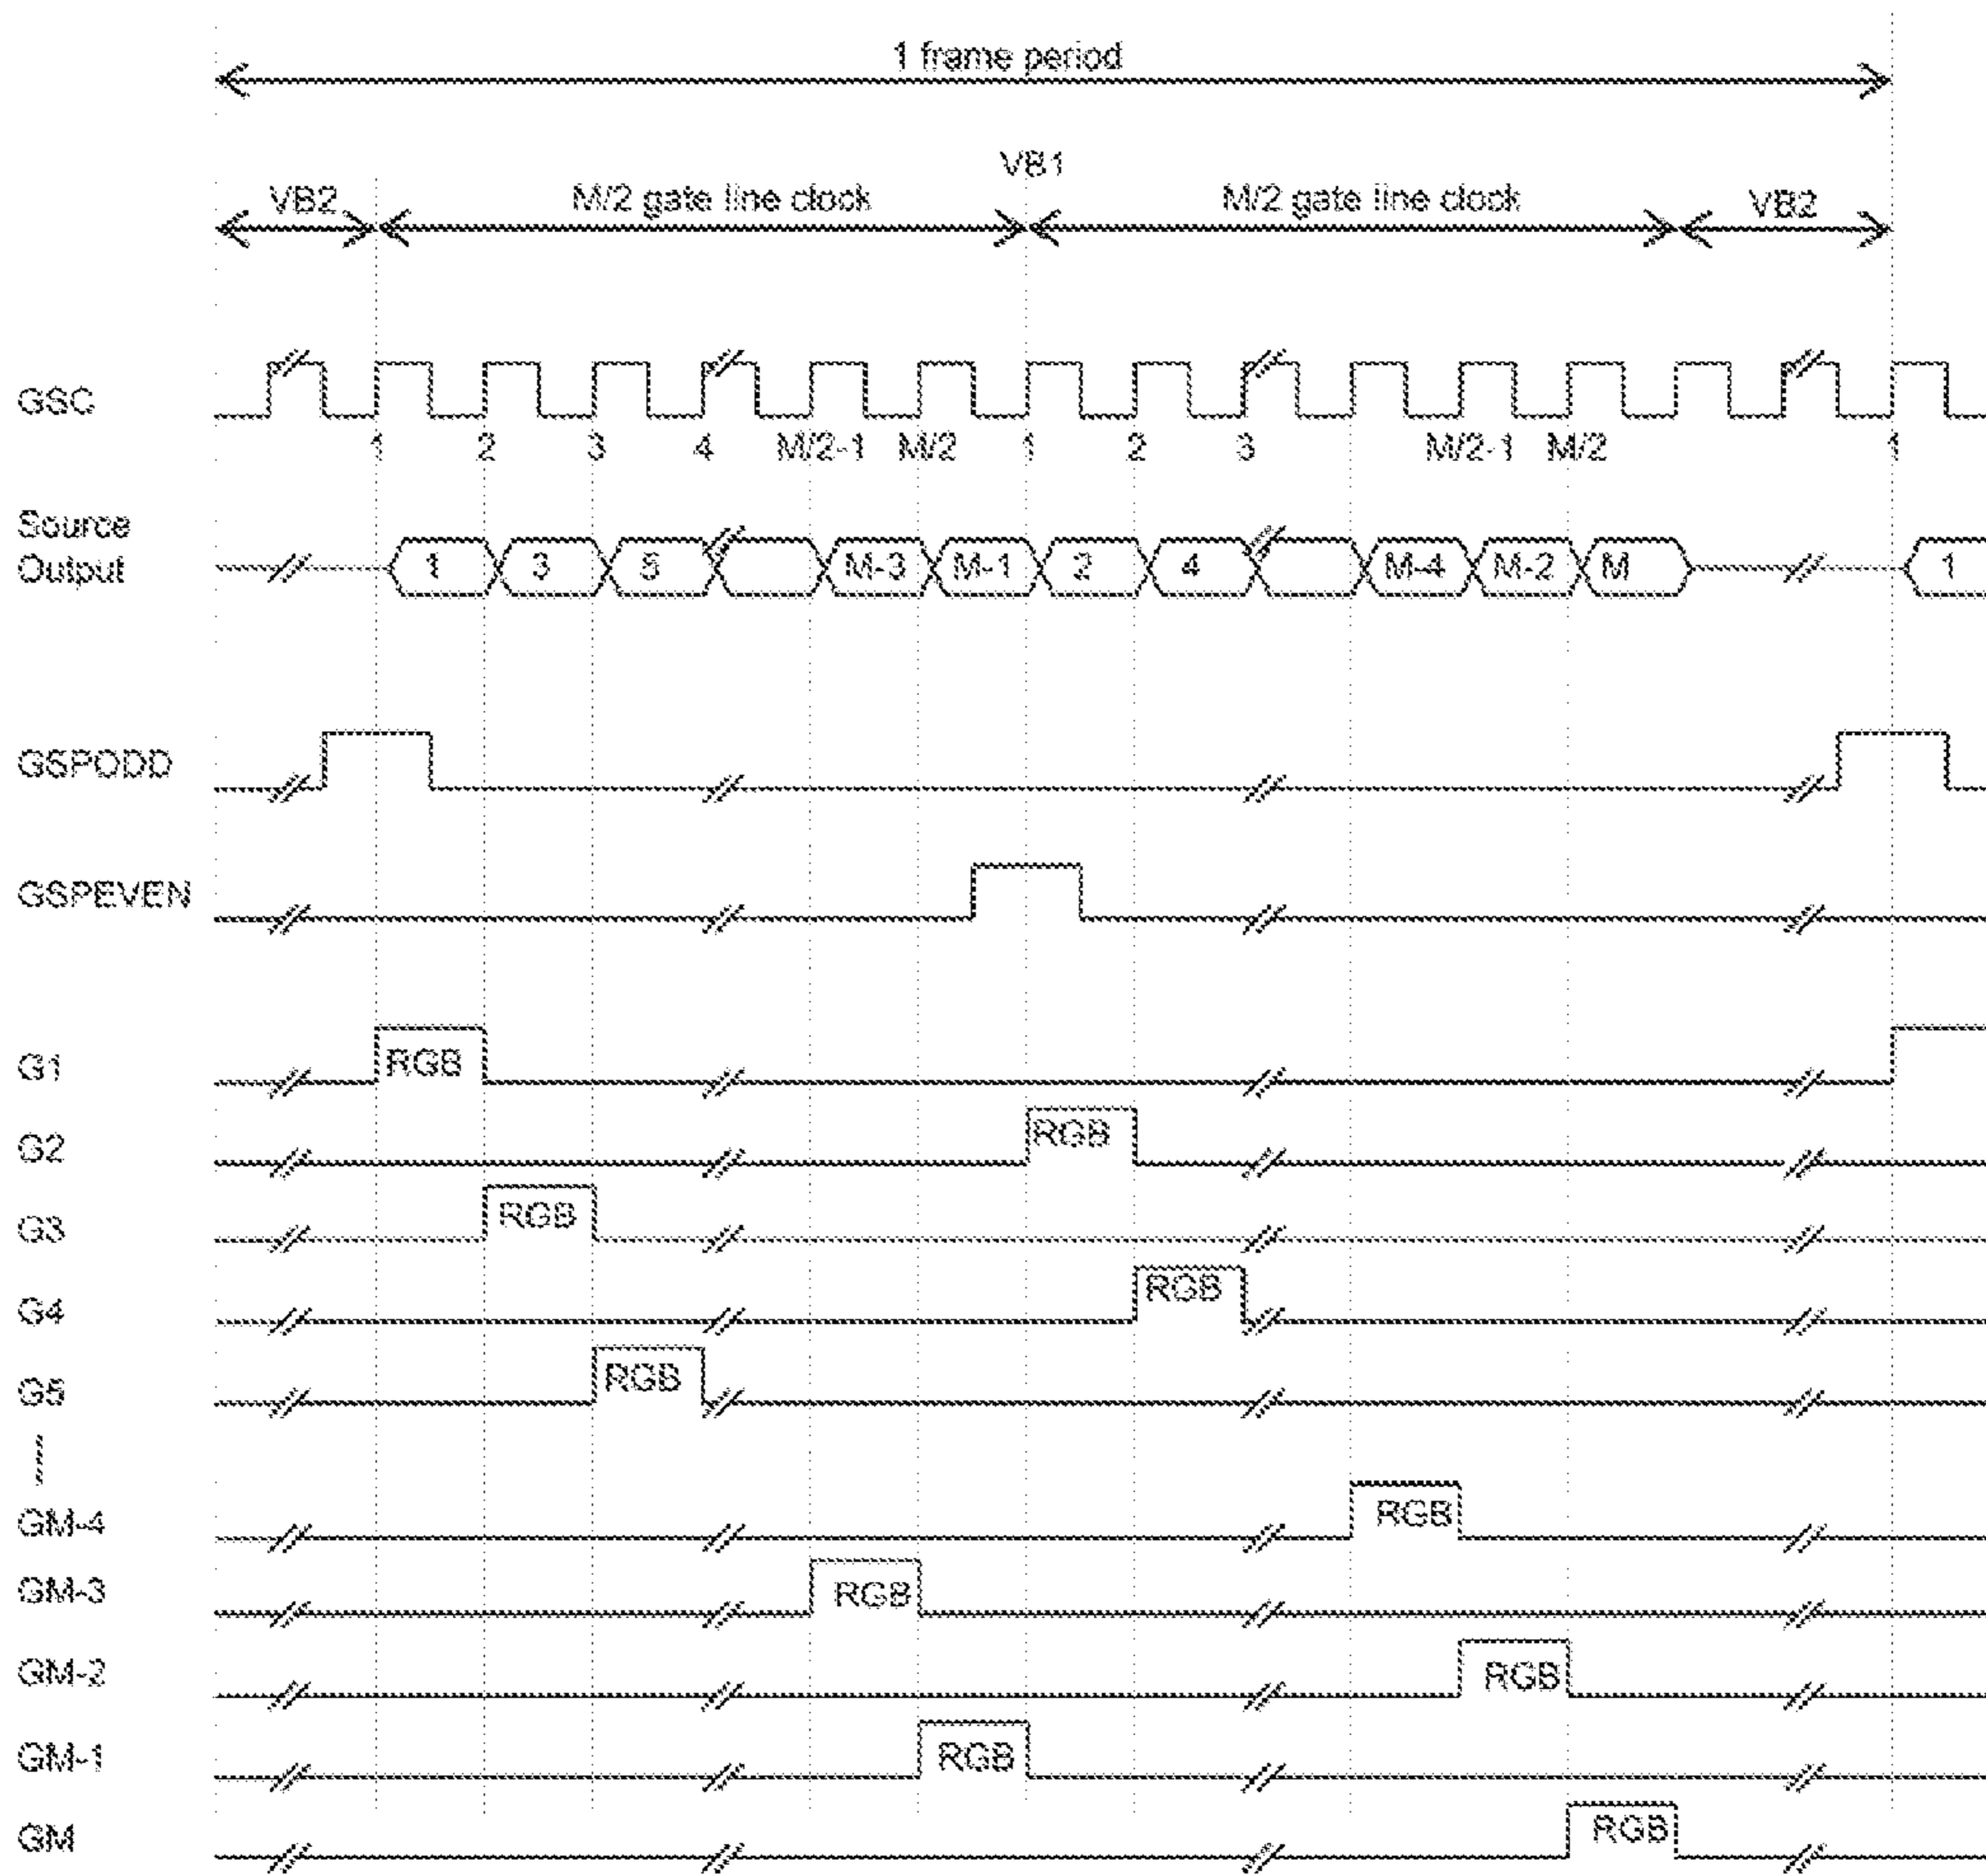 1 frame period
VB1
VB2 M/2 gate line clock M/2 gate line clock VB2
GSC
1 2 3 4 M/2-1 M/2 1 2 3 M/2-1 M/2 1
Source
Output
1 3 5 M-3 M-1 2 4 M-4 M-2 M 1
GSPODD
GSPEVEN
G1 RGB
G2 RGB
G3 RGB
G4 RGB
G5 RGB
GM-4 RGB
GM-3 RGB
GM-2 RGB
GM-1 RGB
GM RGB